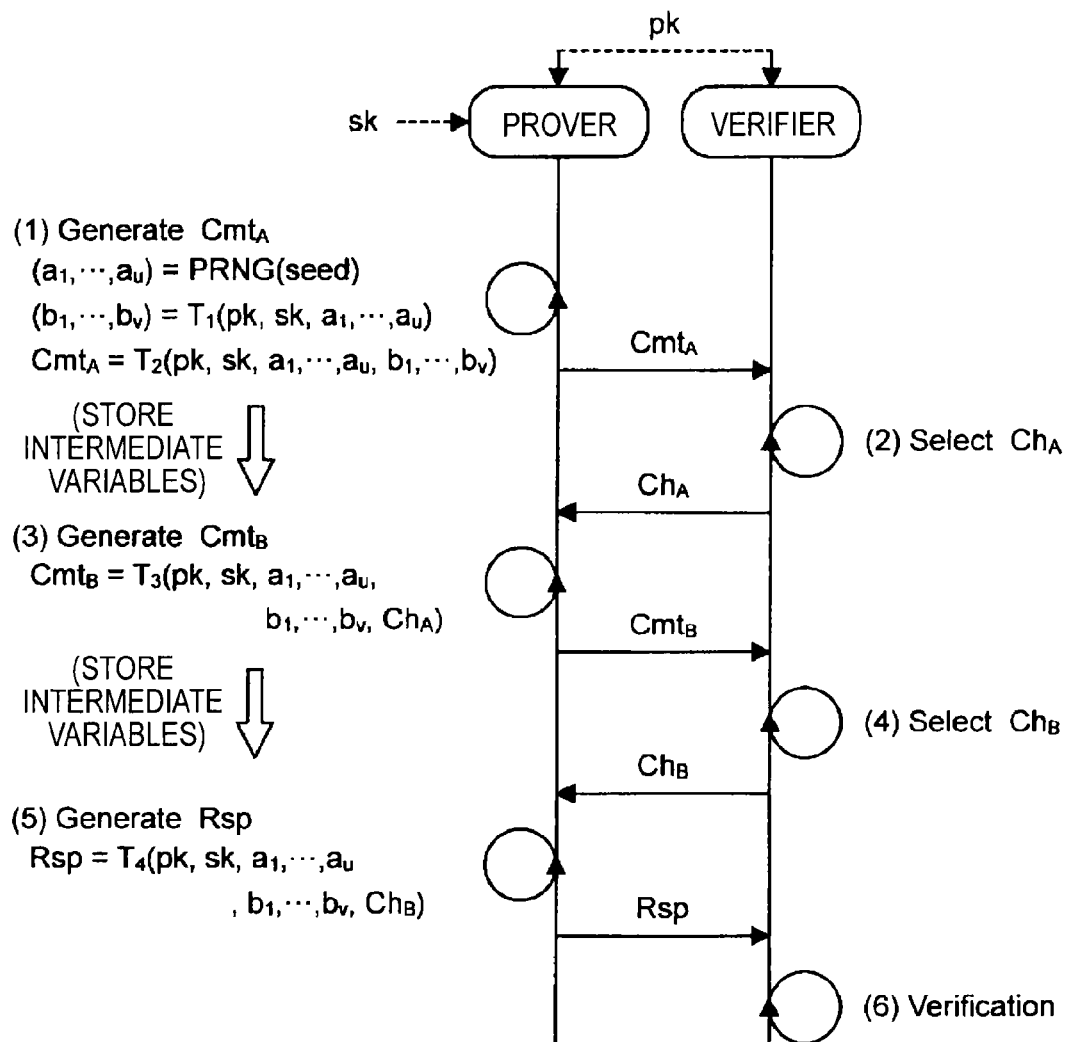 pk
sk
PROVER
VERIFIER
(1) Generate CmtA
(a1,···,au) = PRNG(seed)
(b1,···,bv) = T1(pk, sk, a1,···,au)
CmtA = T2(pk, sk, a1,···,au, b1,···,bv)
CmtA
(STORE
INTERMEDIATE
VARIABLES)
(2) Select ChA
ChA
(3) Generate CmtB
CmtB = T3(pk, sk, a1,···,au,
b1,···,bv, ChA)
CmtB
(STORE
INTERMEDIATE
VARIABLES)
(4) Select ChB
ChB
(5) Generate Rsp
Rsp = T4(pk, sk, a1,···,au
, b1,···,bv, ChB)
Rsp
(6) Verification